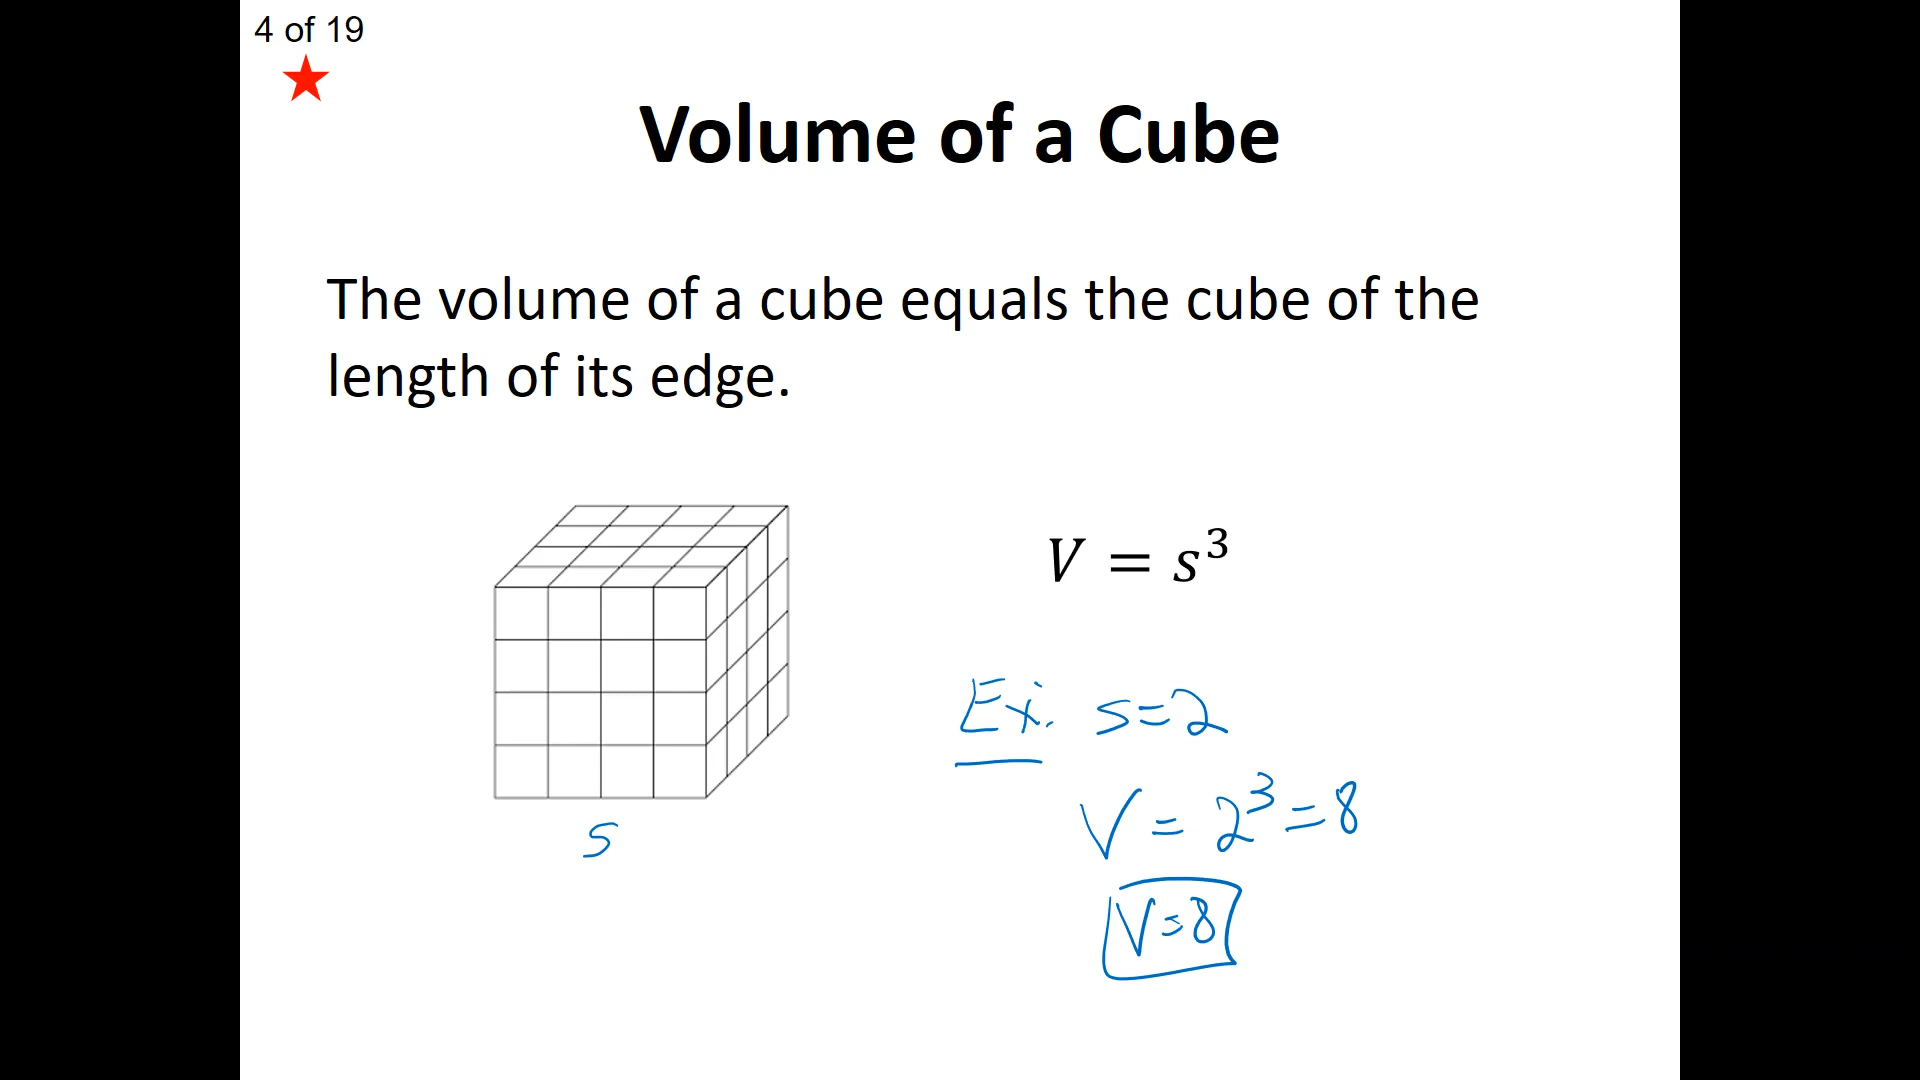 4 of 19
Volume of a Cube
The volume of a cube equals the cube of the
length of its edge.
V = s³
Ex. s=2
V = 2³ = 8
s
V=8